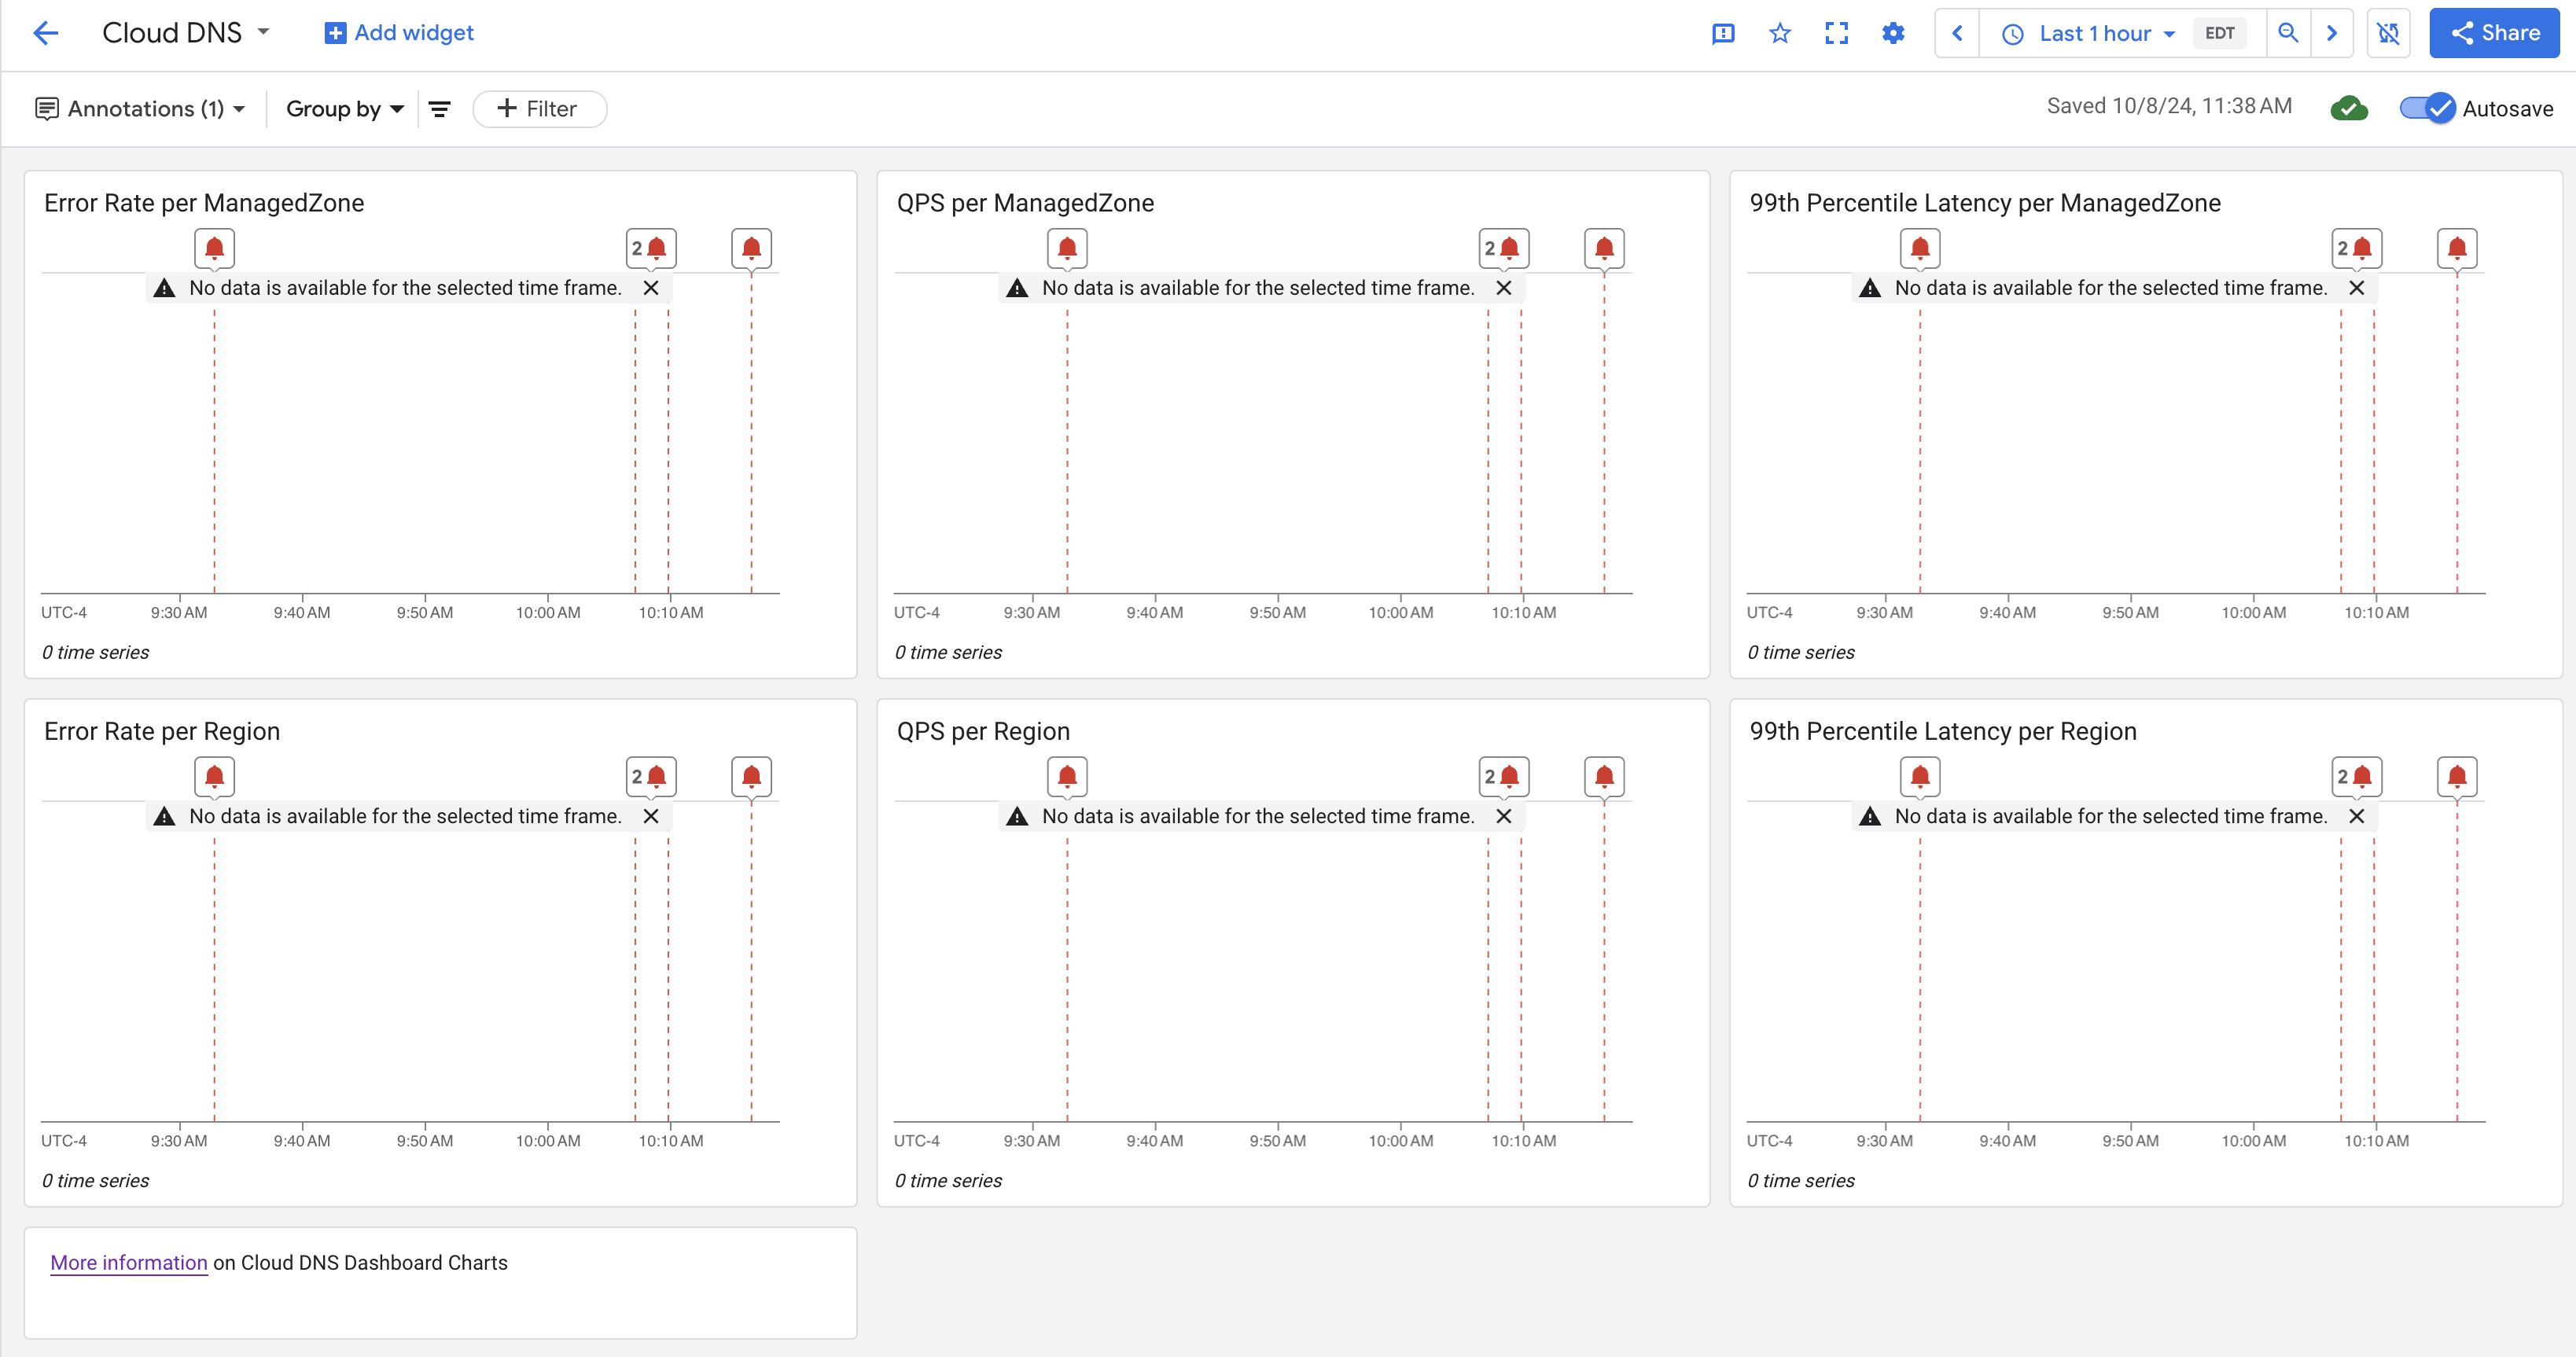 Cloud DNS
Add widget
Last 1 hour
EDT
Share
Annotations (1)
Group by
Filter
Saved 10/8/24, 11:38 AM
Autosave
Error Rate per ManagedZone
2
No data is available for the selected time frame.
UTC-4 9:30 AM 9:40 AM 9:50 AM 10:00 AM 10:10 AM
0 time series
QPS per ManagedZone
2
No data is available for the selected time frame.
UTC-4 9:30 AM 9:40 AM 9:50 AM 10:00 AM 10:10 AM
0 time series
99th Percentile Latency per ManagedZone
2
No data is available for the selected time frame.
UTC-4 9:30 AM 9:40 AM 9:50 AM 10:00 AM 10:10 AM
0 time series
Error Rate per Region
2
No data is available for the selected time frame.
UTC-4 9:30 AM 9:40 AM 9:50 AM 10:00 AM 10:10 AM
0 time series
QPS per Region
2
No data is available for the selected time frame.
UTC-4 9:30 AM 9:40 AM 9:50 AM 10:00 AM 10:10 AM
0 time series
99th Percentile Latency per Region
2
No data is available for the selected time frame.
UTC-4 9:30 AM 9:40 AM 9:50 AM 10:00 AM 10:10 AM
0 time series
More information on Cloud DNS Dashboard Charts